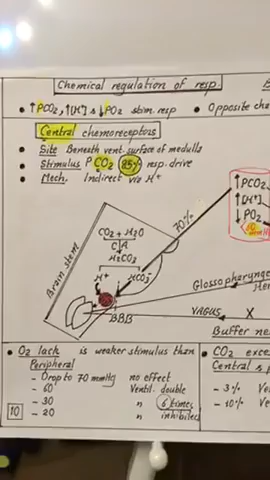 Chemical regulation of resp.
• ↑PCO2, ↑[H+] & ↓PO2 stim. resp
• Opposite che
Central chemoreceptors
• Site Beneath vent. surface of medulla
• Stimulus PCO2 85% resp. drive
• Mech. Indirect via H+
↑PCO2
↑[H+]
↓PO2
70%
CO2 + H2O
C A
H2CO3
H+ HCO3-
Brain stem
BBB
Glossopharyngeal
VAGUS X
Buffer ne
• O2 lack is weaker stimulus than
Peripheral
- Drop to 70 mmHg no effect
- 60 Ventil. double
- 30 n 6 times
- 20 n inhibited
10
• CO2 exce
Central & p
- 3% Ve
- 10% Ve